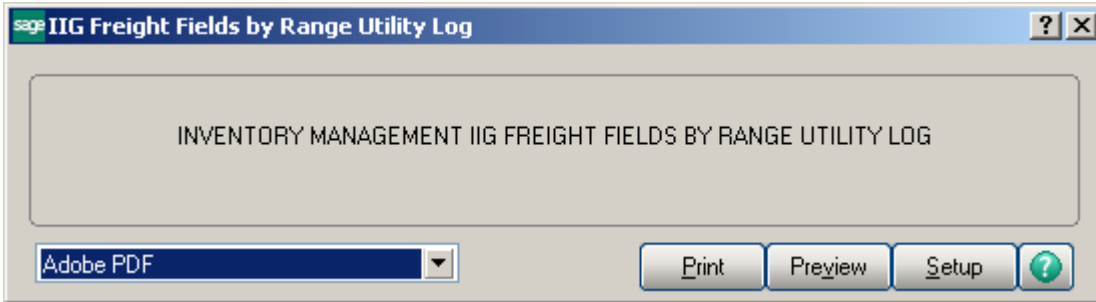 sage IIG Freight Fields by Range Utility Log ? X
INVENTORY MANAGEMENT IIG FREIGHT FIELDS BY RANGE UTILITY LOG
Adobe PDF Print Preview Setup ?